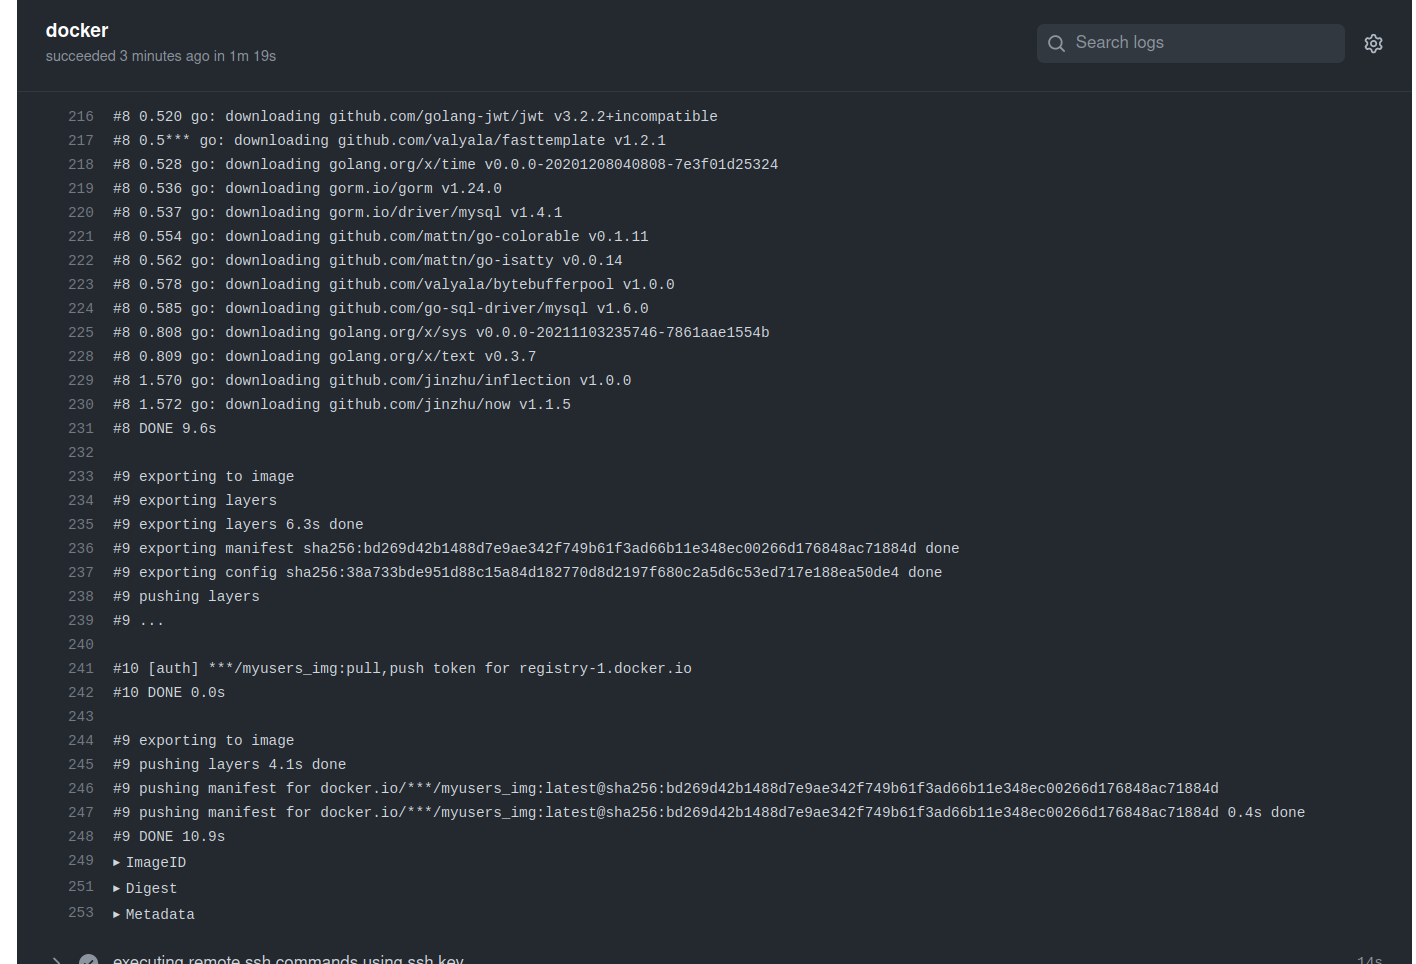 docker
succeeded 3 minutes ago in 1m 19s
Search logs
216 #8 0.520 go: downloading github.com/golang-jwt/jwt v3.2.2+incompatible
217 #8 0.5*** go: downloading github.com/valyala/fasttemplate v1.2.1
218 #8 0.528 go: downloading golang.org/x/time v0.0.0-20201208040808-7e3f01d25324
219 #8 0.536 go: downloading gorm.io/gorm v1.24.0
220 #8 0.537 go: downloading gorm.io/driver/mysql v1.4.1
221 #8 0.554 go: downloading github.com/mattn/go-colorable v0.1.11
222 #8 0.562 go: downloading github.com/mattn/go-isatty v0.0.14
223 #8 0.578 go: downloading github.com/valyala/bytebufferpool v1.0.0
224 #8 0.585 go: downloading github.com/go-sql-driver/mysql v1.6.0
225 #8 0.808 go: downloading golang.org/x/sys v0.0.0-20211103235746-7861aae1554b
228 #8 0.809 go: downloading golang.org/x/text v0.3.7
229 #8 1.570 go: downloading github.com/jinzhu/inflection v1.0.0
230 #8 1.572 go: downloading github.com/jinzhu/now v1.1.5
231 #8 DONE 9.6s
232
233 #9 exporting to image
234 #9 exporting layers
235 #9 exporting layers 6.3s done
236 #9 exporting manifest sha256:bd269d42b1488d7e9ae342f749b61f3ad66b11e348ec00266d176848ac71884d done
237 #9 exporting config sha256:38a733bde951d88c15a84d182770d8d2197f680c2a5d6c53ed717e188ea50de4 done
238 #9 pushing layers
239 #9 ...
240
241 #10 [auth] ***/myusers_img:pull,push token for registry-1.docker.io
242 #10 DONE 0.0s
243
244 #9 exporting to image
245 #9 pushing layers 4.1s done
246 #9 pushing manifest for docker.io/***/myusers_img:latest@sha256:bd269d42b1488d7e9ae342f749b61f3ad66b11e348ec00266d176848ac71884d
247 #9 pushing manifest for docker.io/***/myusers_img:latest@sha256:bd269d42b1488d7e9ae342f749b61f3ad66b11e348ec00266d176848ac71884d 0.4s done
248 #9 DONE 10.9s
249 ▸ ImageID
251 ▸ Digest
253 ▸ Metadata
executing remote ssh commands using ssh key 14s